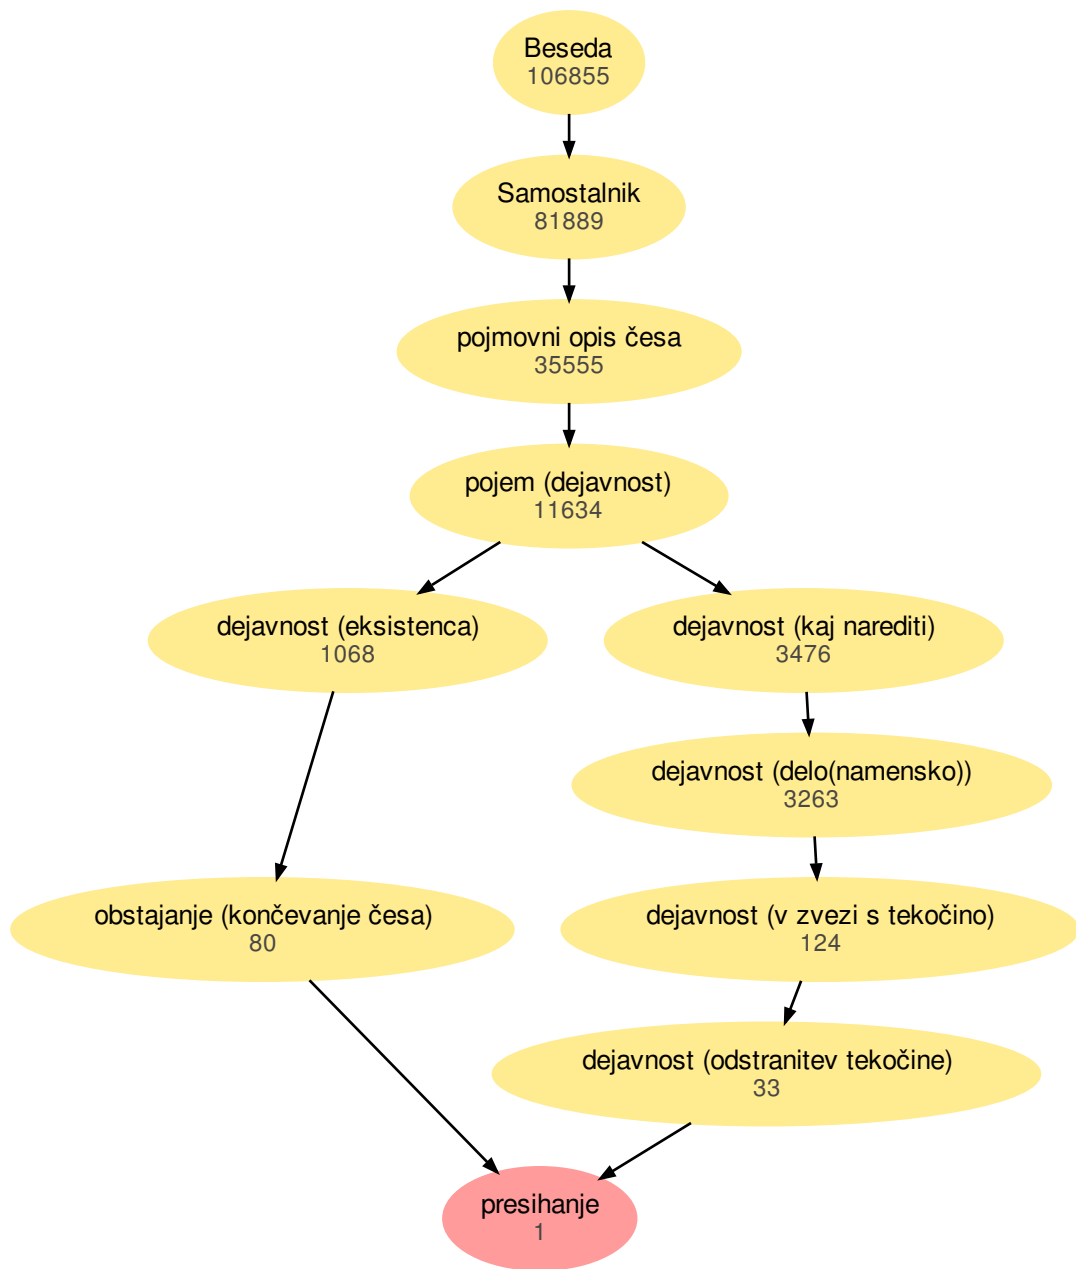 Beseda
106855
Samostalnik
81889
pojmovni opis česa
35555
pojem (dejavnost)
11634
dejavnost (eksistenca)
1068
dejavnost (kaj narediti)
3476
dejavnost (delo(namensko))
3263
obstajanje (končevanje česa)
80
dejavnost (v zvezi s tekočino)
124
dejavnost (odstranitev tekočine)
33
presihanje
1